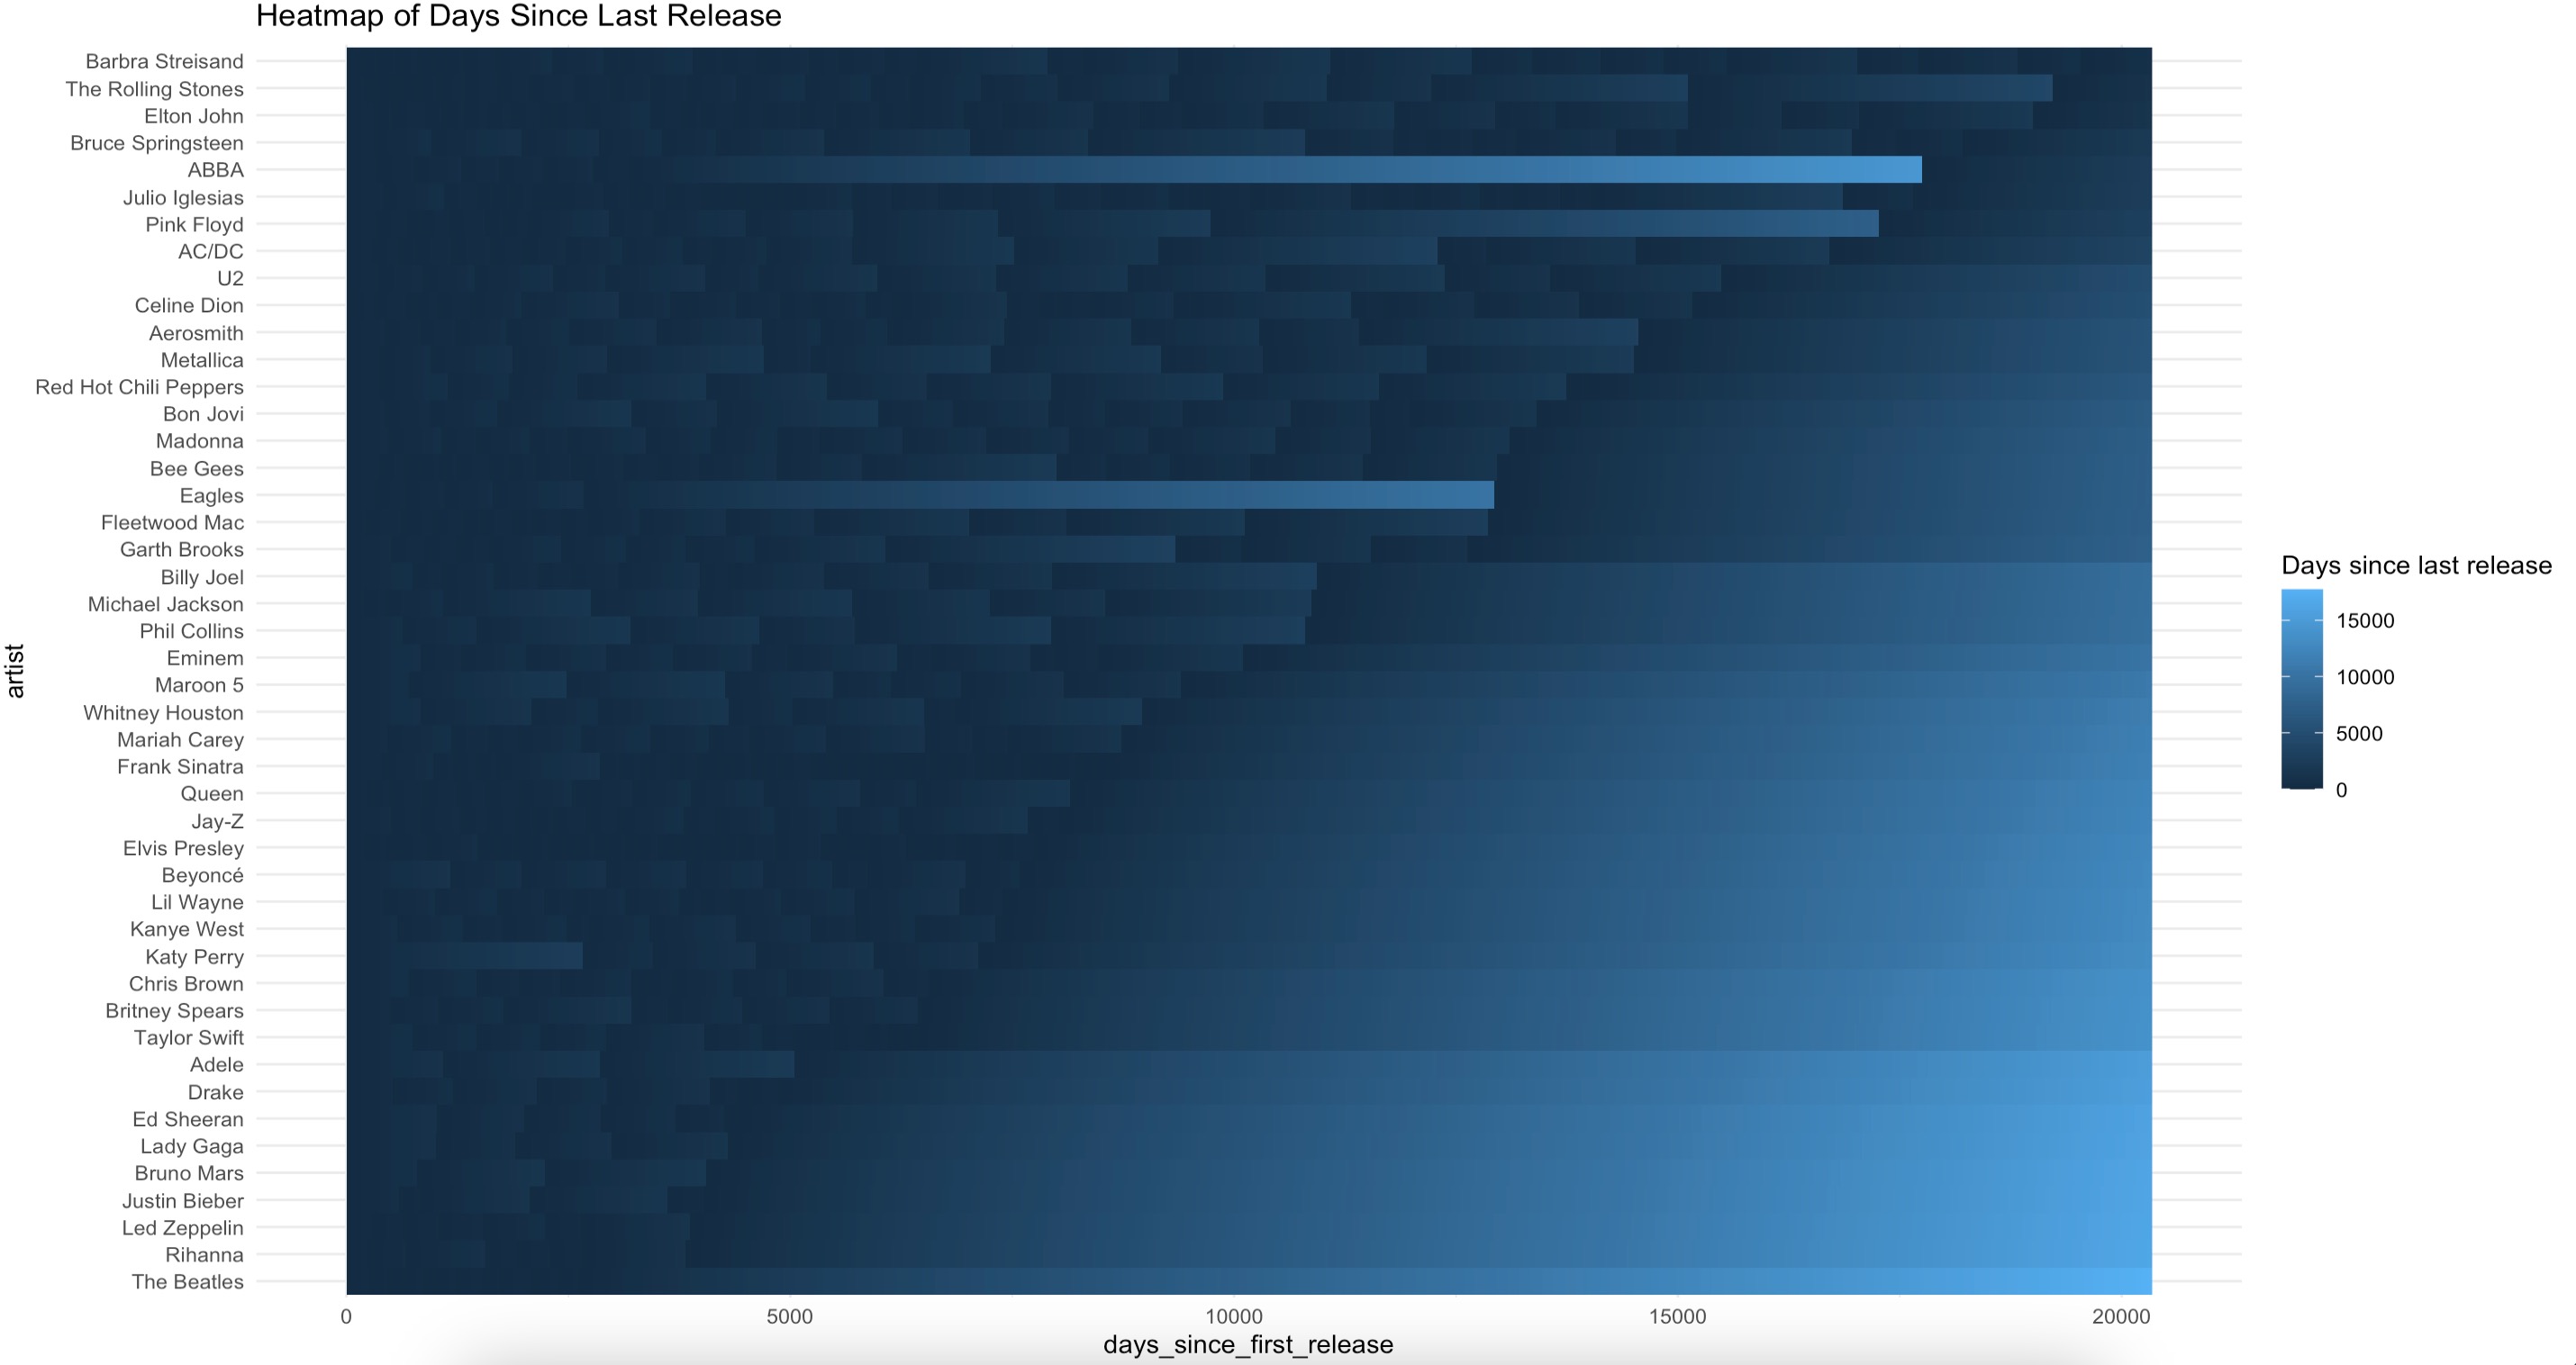 Heatmap of Days Since Last Release
Barbra Streisand
The Rolling Stones
Elton John
Bruce Springsteen
ABBA
Julio Iglesias
Pink Floyd
AC/DC
U2
Celine Dion
Aerosmith
Metallica
Red Hot Chili Peppers
Bon Jovi
Madonna
Bee Gees
Eagles
Fleetwood Mac
Garth Brooks
Billy Joel
Michael Jackson
Phil Collins
Eminem
Maroon 5
Whitney Houston
Mariah Carey
Frank Sinatra
Queen
Jay-Z
Elvis Presley
Beyoncé
Lil Wayne
Kanye West
Katy Perry
Chris Brown
Britney Spears
Taylor Swift
Adele
Drake
Ed Sheeran
Lady Gaga
Bruno Mars
Justin Bieber
Led Zeppelin
Rihanna
The Beatles
artist
0
5000
10000
15000
20000
days_since_first_release
Days since last release
15000
10000
5000
0